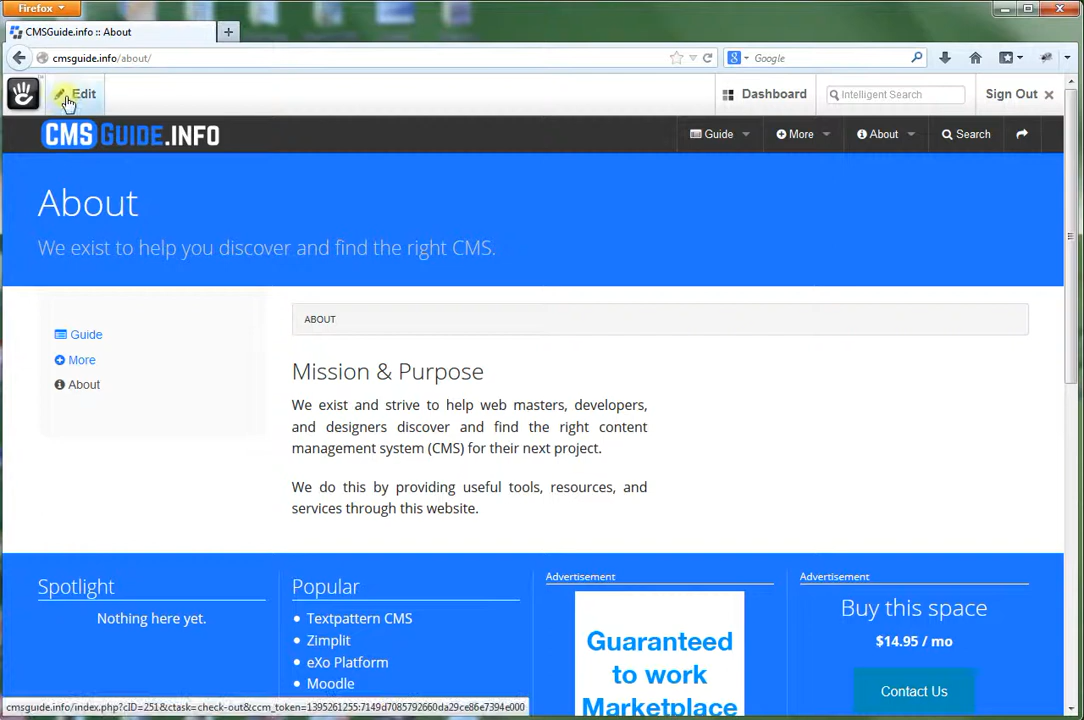 Firefox
CMSGuide.info :: About
cmsguide.info/about/
Google
Edit
Dashboard
Intelligent Search
Sign Out
CMS GUIDE.INFO
Guide
More
About
Search
About
We exist to help you discover and find the right CMS.
Guide
More
About
ABOUT
Mission & Purpose
We exist and strive to help web masters, developers,
and designers discover and find the right content
management system (CMS) for their next project.
We do this by providing useful tools, resources, and
services through this website.
Spotlight
Nothing here yet.
Popular
Textpattern CMS
Zimplit
eXo Platform
Moodle
Advertisement
Guaranteed
to work
Marketplace
Advertisement
Buy this space
$14.95 / mo
Contact Us
cmsguide.info/index.php?cID=251&ctask=check-out&ccm_token=1395261255:7149d7085792660da29ce86e7394e000